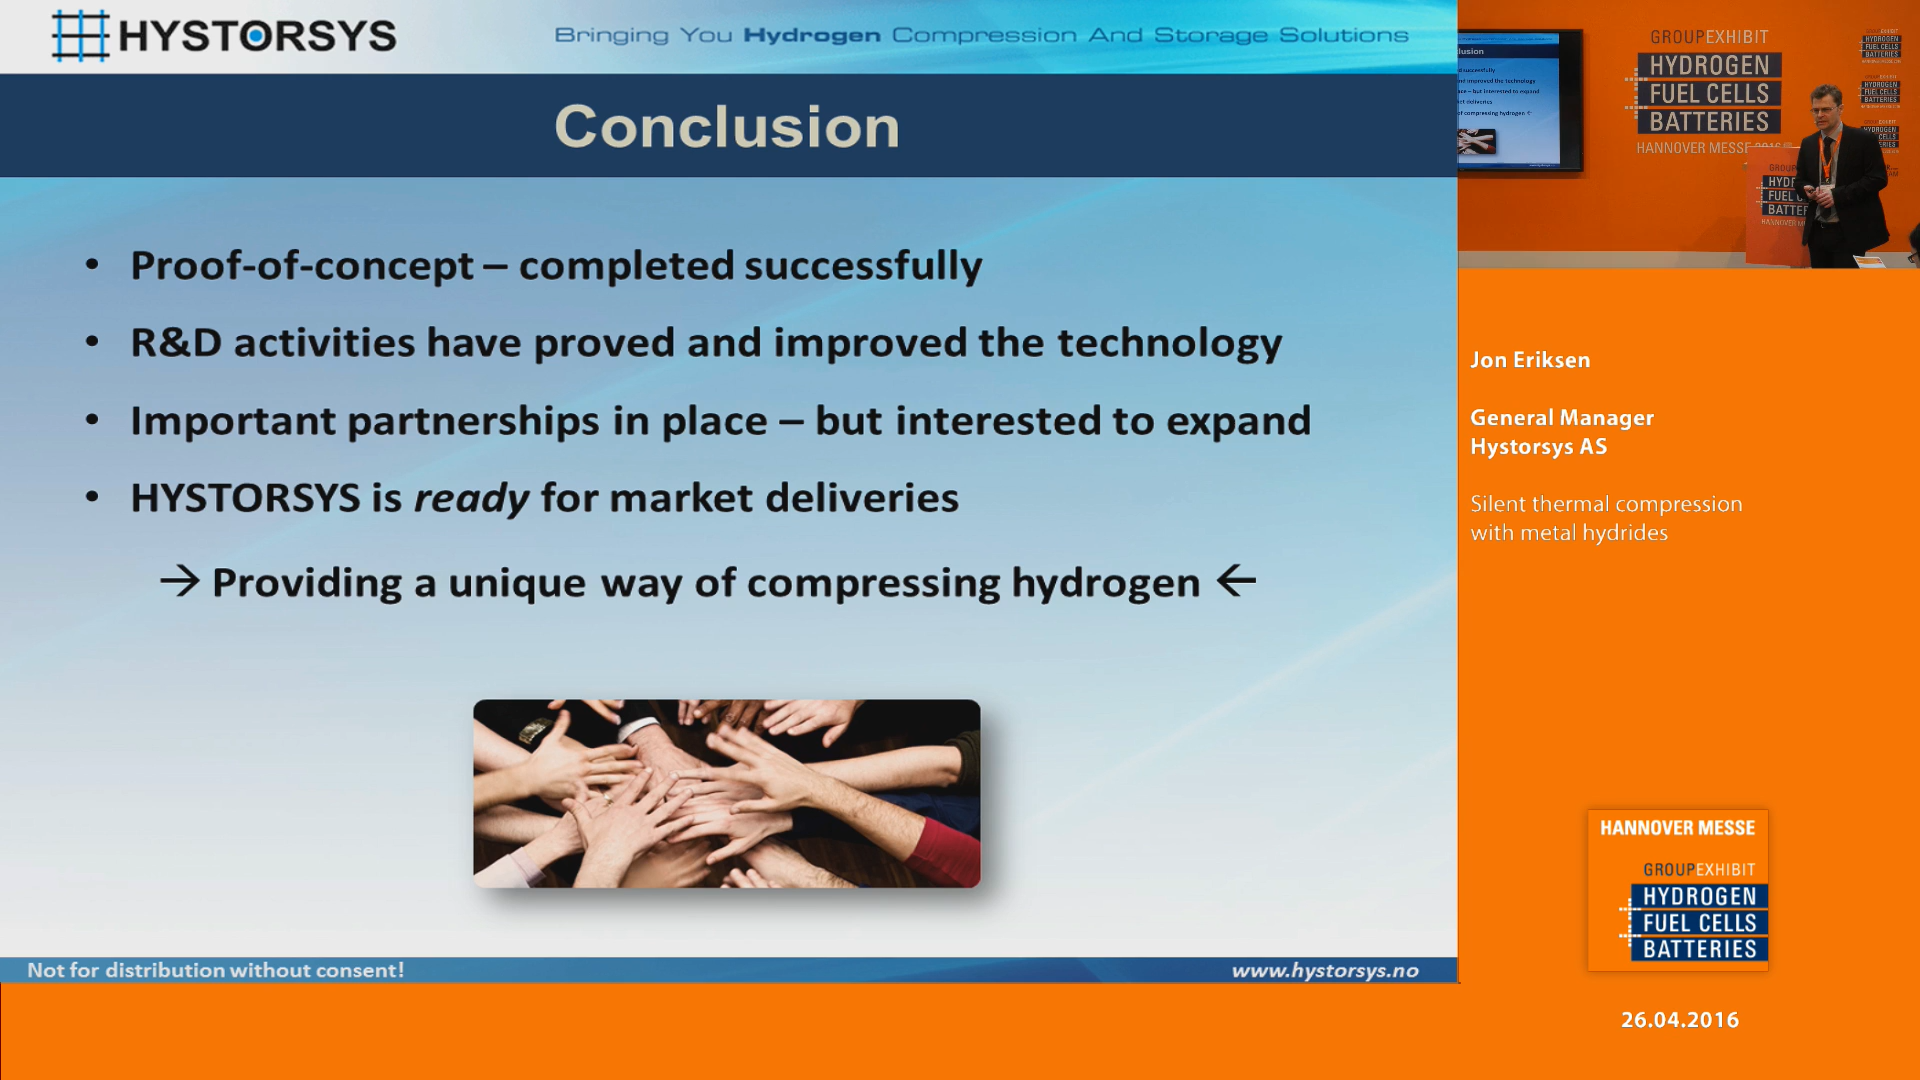 HYSTORSYS
Bringing You Hydrogen Compression And Storage Solutions
Conclusion
• Proof-of-concept – completed successfully
• R&D activities have proved and improved the technology
• Important partnerships in place – but interested to expand
• HYSTORSYS is ready for market deliveries
→ Providing a unique way of compressing hydrogen ←
Not for distribution without consent!
www.hystorsys.no
GROUPEXHIBIT
HYDROGEN
FUEL CELLS
BATTERIES
HANNOVER MESSE
Jon Eriksen
General Manager
Hystorsys AS
Silent thermal compression
with metal hydrides
HANNOVER MESSE
GROUPEXHIBIT
HYDROGEN
FUEL CELLS
BATTERIES
26.04.2016